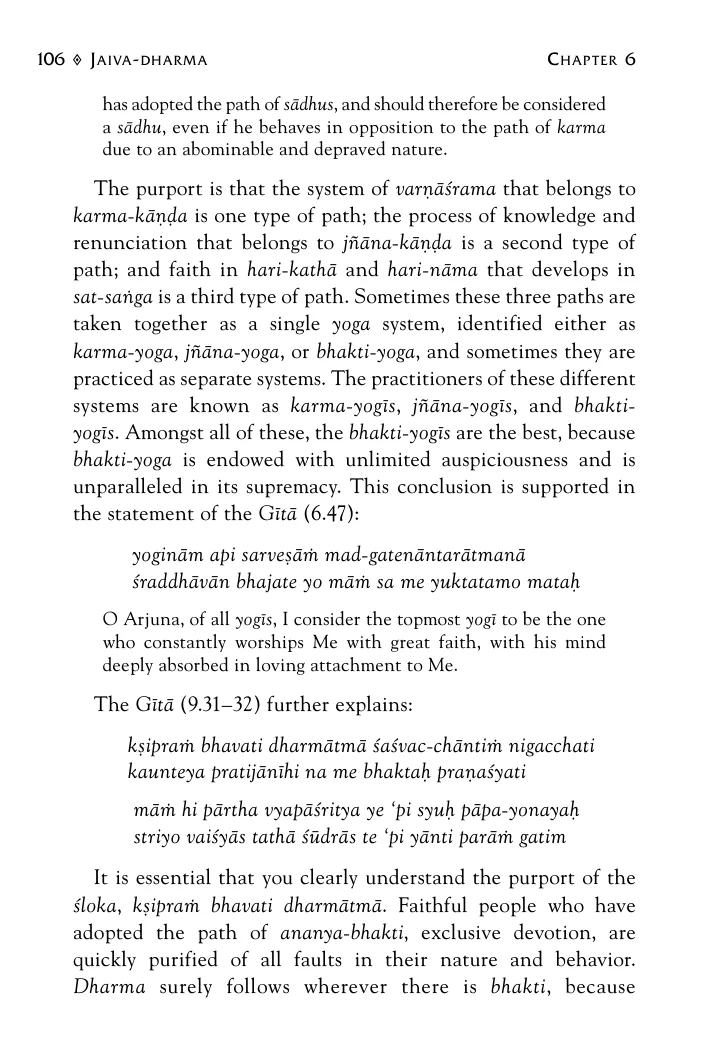 106 ◊ Jaiva-dharma Chapter 6
has adopted the path of sādhus, and should therefore be considered
a sādhu, even if he behaves in opposition to the path of karma
due to an abominable and depraved nature.
The purport is that the system of varṇāśrama that belongs to
karma-kāṇḍa is one type of path; the process of knowledge and
renunciation that belongs to jñāna-kāṇḍa is a second type of
path; and faith in hari-kathā and hari-nāma that develops in
sat-saṅga is a third type of path. Sometimes these three paths are
taken together as a single yoga system, identified either as
karma-yoga, jñāna-yoga, or bhakti-yoga, and sometimes they are
practiced as separate systems. The practitioners of these different
systems are known as karma-yogīs, jñāna-yogīs, and bhakti-
yogīs. Amongst all of these, the bhakti-yogīs are the best, because
bhakti-yoga is endowed with unlimited auspiciousness and is
unparalleled in its supremacy. This conclusion is supported in
the statement of the Gītā (6.47):
yoginām api sarveṣāṁ mad-gatenāntarātmanā
śraddhāvān bhajate yo māṁ sa me yuktatamo mataḥ
O Arjuna, of all yogīs, I consider the topmost yogī to be the one
who constantly worships Me with great faith, with his mind
deeply absorbed in loving attachment to Me.
The Gītā (9.31–32) further explains:
kṣipraṁ bhavati dharmātmā śaśvac-chāntiṁ nigacchati
kaunteya pratijānīhi na me bhaktaḥ praṇaśyati
māṁ hi pārtha vyapāśritya ye ‘pi syuḥ pāpa-yonayaḥ
striyo vaiśyās tathā śūdrās te ‘pi yānti parāṁ gatim
It is essential that you clearly understand the purport of the
śloka, kṣipraṁ bhavati dharmātmā. Faithful people who have
adopted the path of ananya-bhakti, exclusive devotion, are
quickly purified of all faults in their nature and behavior.
Dharma surely follows wherever there is bhakti, because